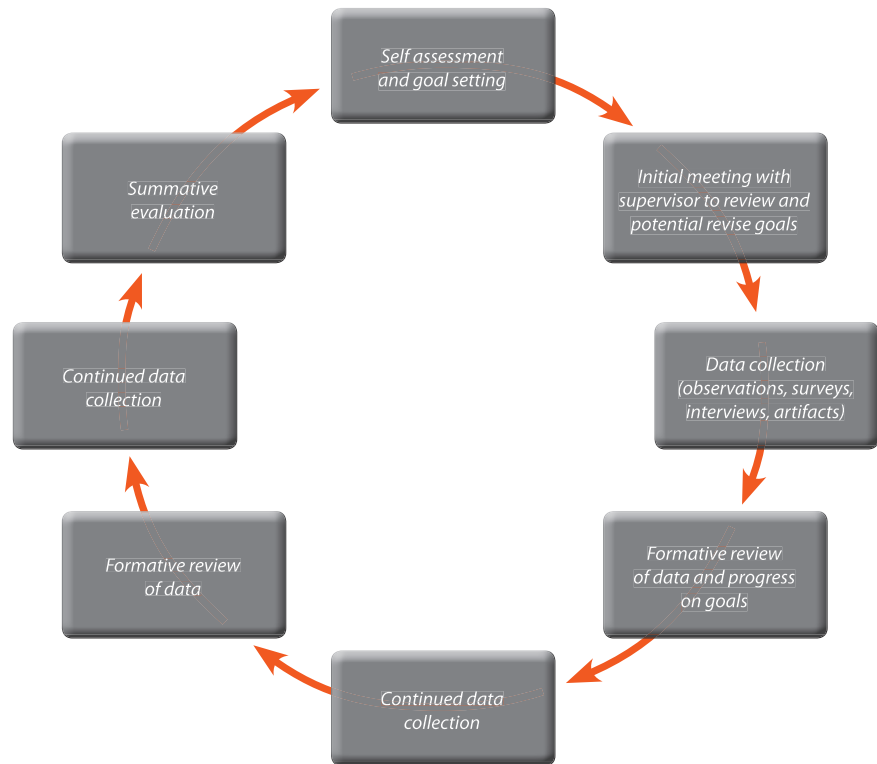 Self assessment
and goal setting
Initial meeting with
supervisor to review and
potential revise goals
Data collection
(observations, surveys,
interviews, artifacts)
Formative review
of data and progress
on goals
Continued data
collection
Formative review
of data
Continued data
collection
Summative
evaluation